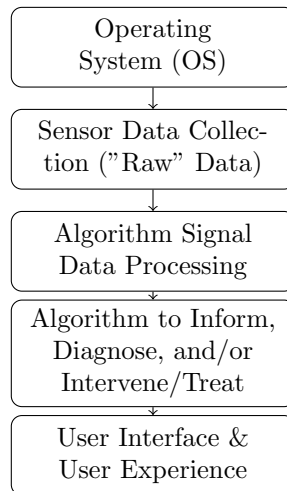 Operating
System (OS)
Sensor Data Collec-
tion (”Raw” Data)
Algorithm Signal
Data Processing
Algorithm to Inform,
Diagnose, and/or
Intervene/Treat
User Interface &
User Experience